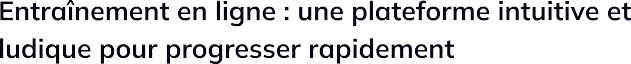 Entraînement en ligne : une plateforme intuitive et
ludique pour progresser rapidement